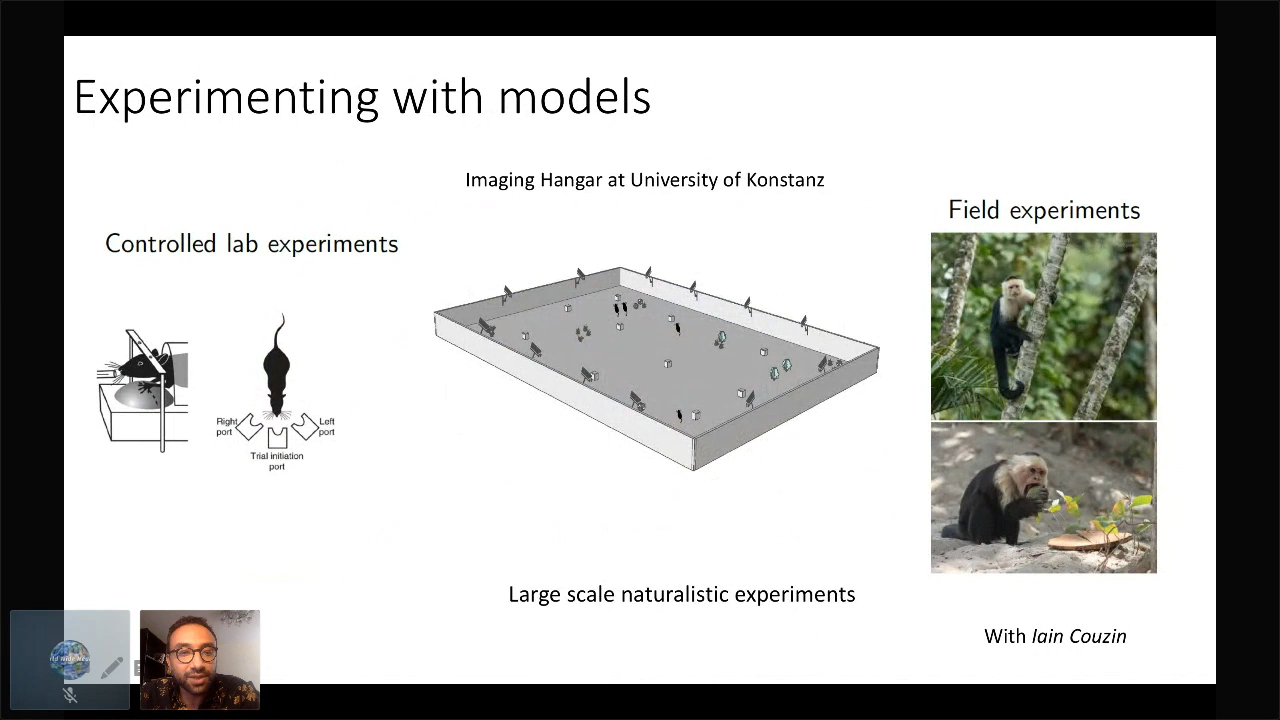 Experimenting with models
Imaging Hangar at University of Konstanz
Field experiments
Controlled lab experiments
Right
port
Left
port
Trial initiation
port
Large scale naturalistic experiments
With Iain Couzin